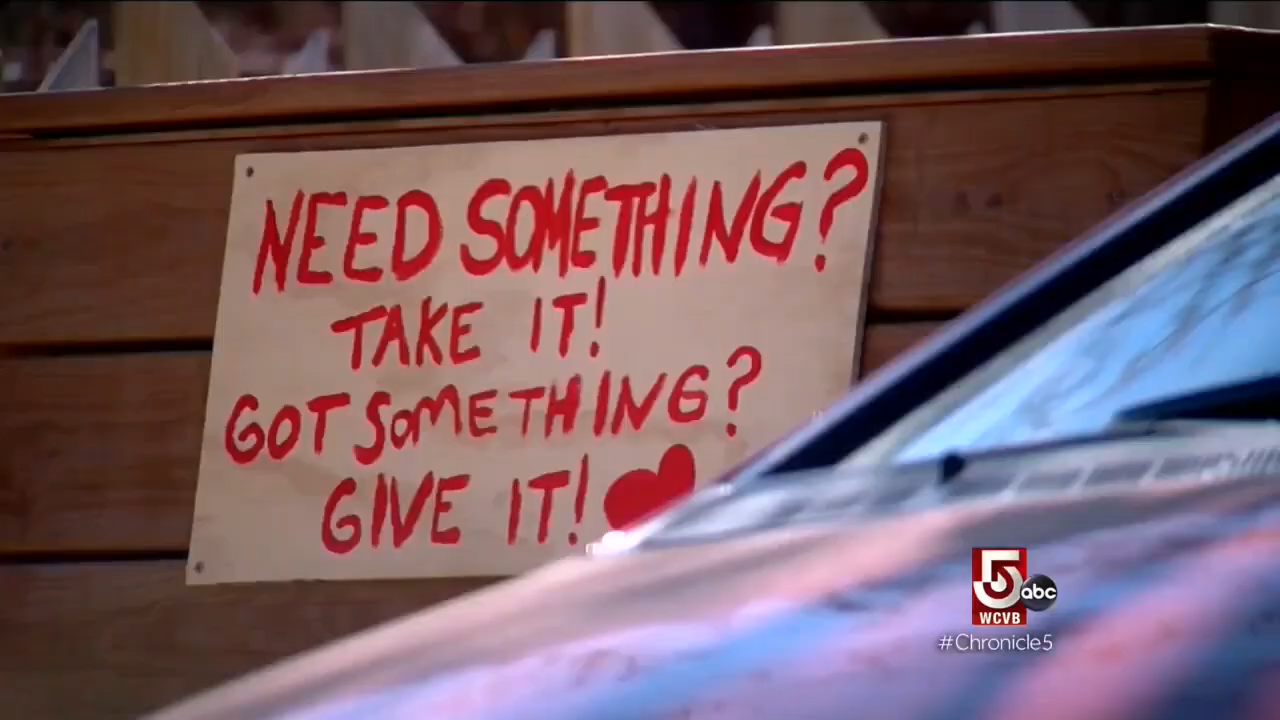 NEED SOMETHING?
TAKE IT!
GOT SOMETHING?
GIVE IT!
5 abc
WCVB
#Chronicle5